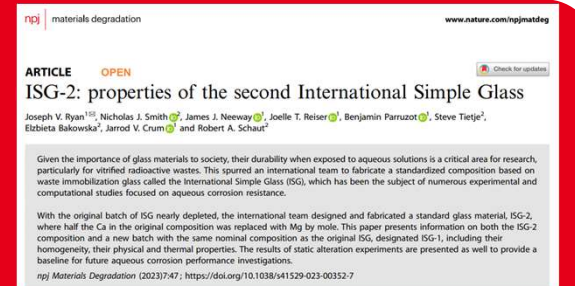 npj | materials degradation
www.nature.com/npjmatdeg
Check for updates
ARTICLE OPEN
ISG-2: properties of the second International Simple Glass
Joseph V. Ryan1✉, Nicholas J. Smith2, James J. Neeway1, Joelle T. Reiser1, Benjamin Parruzot1, Steve Tietje2,
Elzbieta Bakowska2, Jarrod V. Crum1 and Robert A. Schaut2
Given the importance of glass materials to society, their durability when exposed to aqueous solutions is a critical area for research,
particularly for vitrified radioactive wastes. This spurred an international team to fabricate a standardized composition based on
waste immobilization glass called the International Simple Glass (ISG), which has been the subject of numerous experimental and
computational studies focused on aqueous corrosion resistance.
With the original batch of ISG nearly depleted, the international team designed and fabricated a standard glass material, ISG-2,
where half the Ca in the original composition was replaced with Mg by mole. This paper presents information on both the ISG-2
composition and a new batch with the same nominal composition as the original ISG, designated ISG-1, including their
homogeneity, their physical and thermal properties. The results of static alteration experiments are presented as well to provide a
baseline for future aqueous corrosion performance investigations.
npj Materials Degradation (2023)7:47 ; https://doi.org/10.1038/s41529-023-00352-7